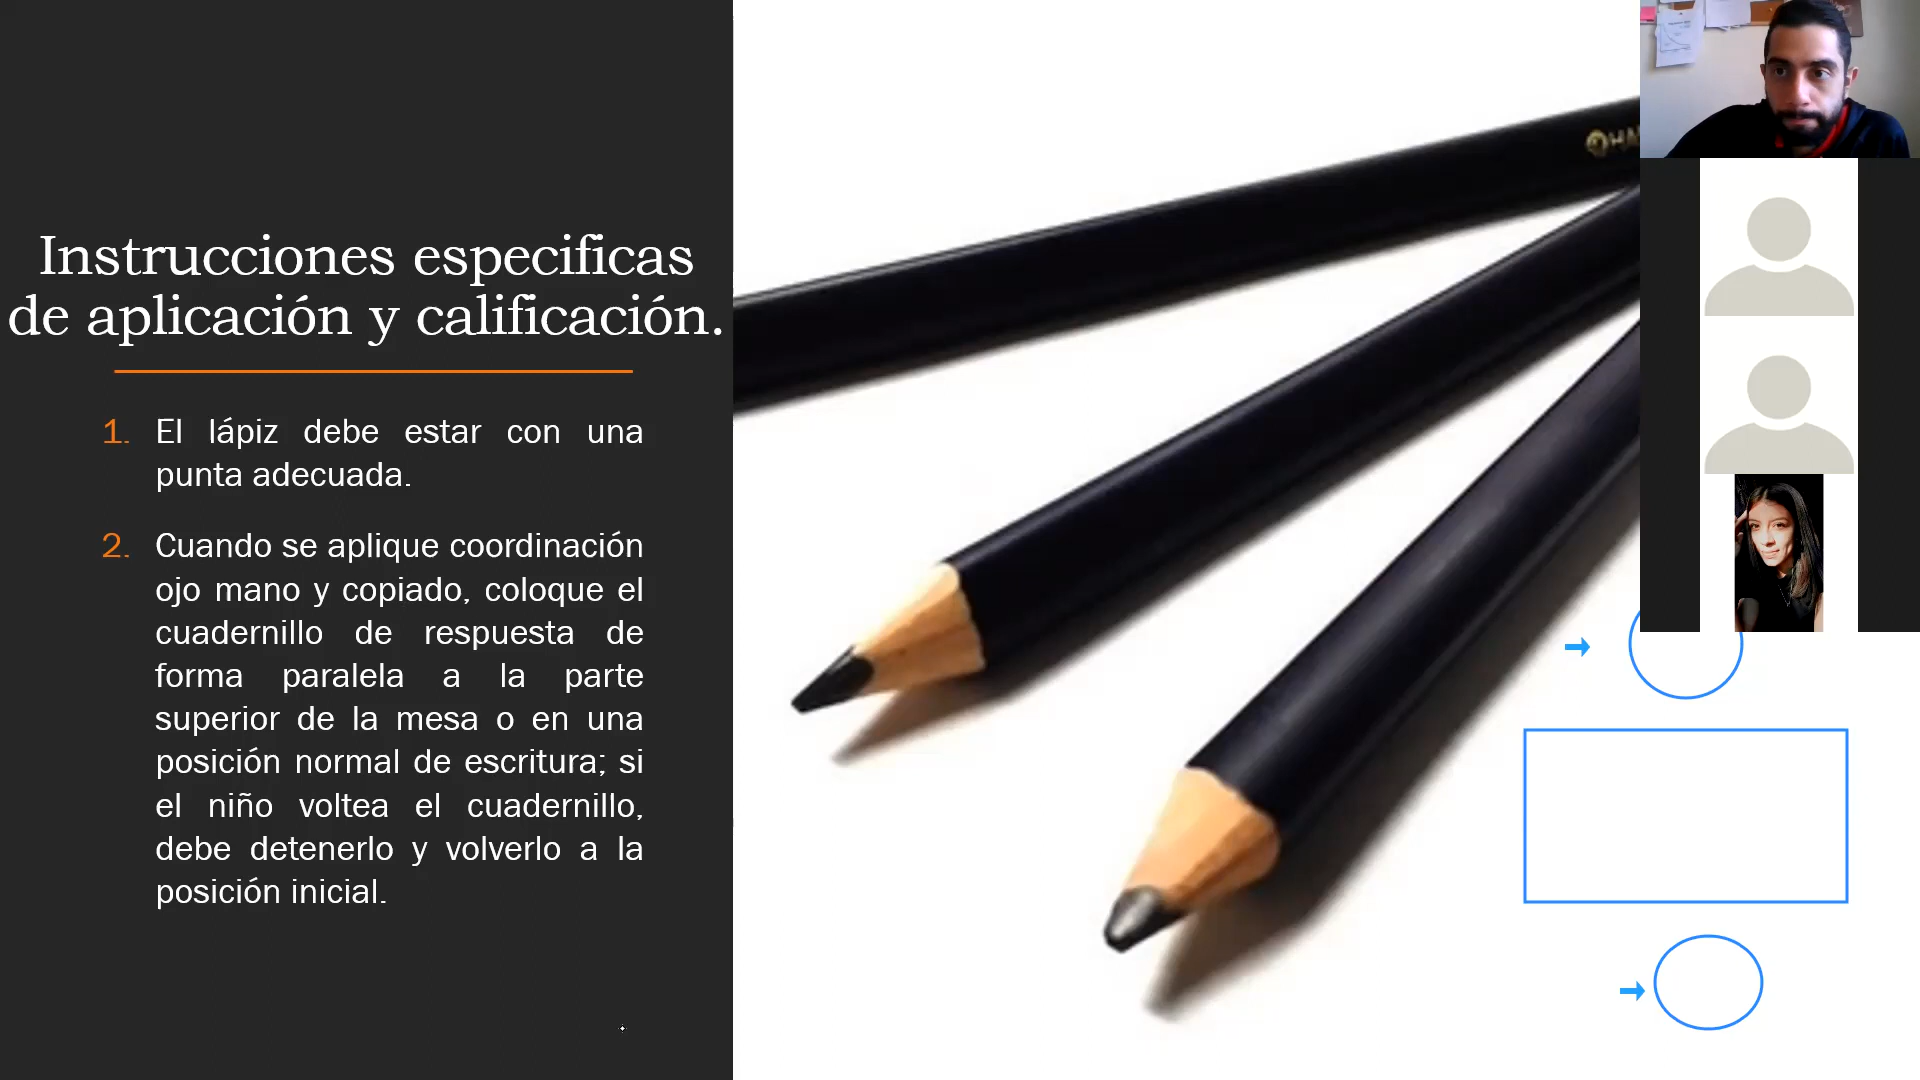 Instrucciones especificas
de aplicación y calificación.
1. El lápiz debe estar con una
punta adecuada.
2. Cuando se aplique coordinación
ojo mano y copiado, coloque el
cuadernillo de respuesta de
forma paralela a la parte
superior de la mesa o en una
posición normal de escritura; si
el niño voltea el cuadernillo,
debe detenerlo y volverlo a la
posición inicial.